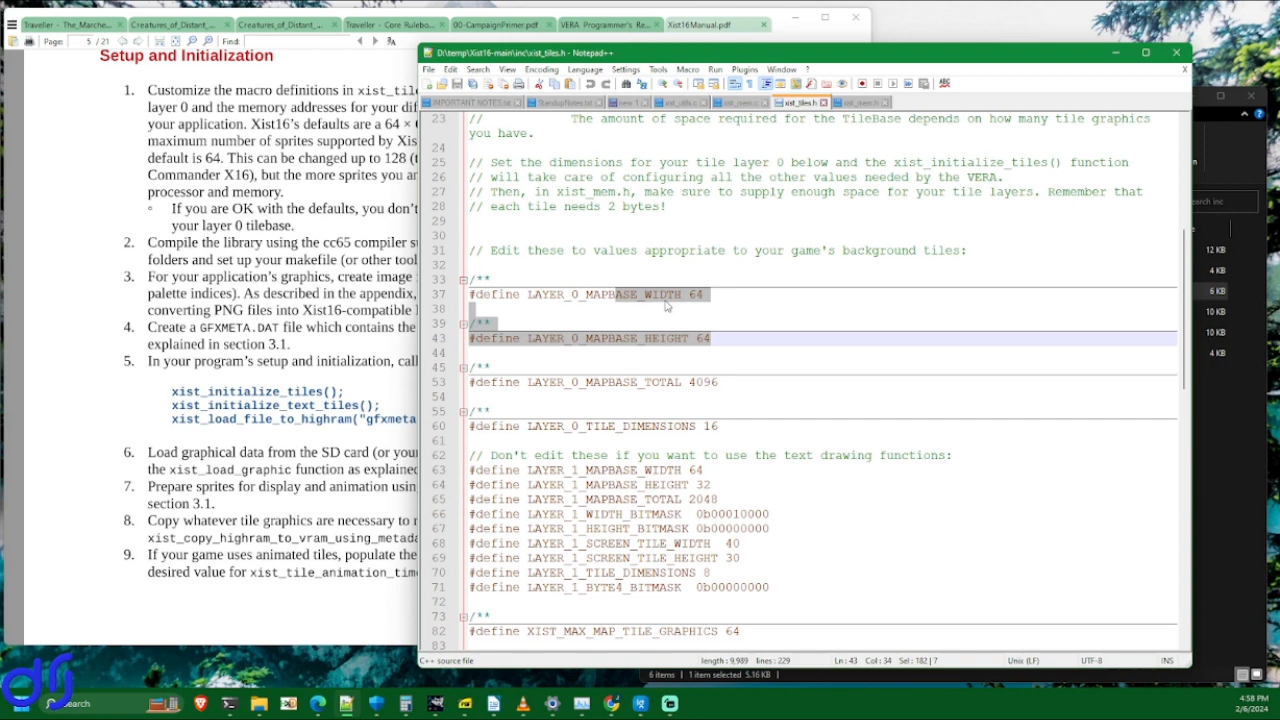 Traveller - The_Marche...
Creatures_of_Distant_...
Creatures_of_Distant_...
Traveller - Core Rulebo...
00-CampaignPrimer.pdf
VERA Programmer's Re...
Xist16Manual.pdf
Page: 5 / 21 Find:
Setup and Initialization
1. Customize the macro definitions in xist_tile
layer 0 and the memory addresses for your dif
your application. Xist16's defaults are a 64 ×
maximum number of sprites supported by Xist
default is 64. This can be changed up to 128 (t
Commander X16), but the more sprites you an
processor and memory.
If you are OK with the defaults, you don't
your layer 0 tilebase.
2. Compile the library using the cc65 compiler su
folders and set up your makefile (or other tool
3. For your application's graphics, create image
palette indices). As described in the appendix,
converting PNG files into Xist16-compatible
4. Create a GFXMETA.DAT file which contains the
explained in section 3.1.
5. In your program's setup and initialization, call
xist_initialize_tiles();
xist_initialize_text_tiles();
xist_load_file_to_highram("gfxmeta
6. Load graphical data from the SD card (or your
the xist_load_graphic function as explained
7. Prepare sprites for display and animation using
section 3.1.
8. Copy whatever tile graphics are necessary to
xist_copy_highram_to_vram_using_metada
9. If your game uses animated tiles, populate the
desired value for xist_tile_animation_time
D:\temp\Xist16-main\inc\xist_tiles.h - Notepad++
File Edit Search View Encoding Language Settings Tools Macro Run Plugins Window ? X
IMPORTANT NOTES.txt StandupNotes.txt new 1 xist_utils.c xist_mem.c xist_tiles.h xist_mem.h
23 // The amount of space required for the TileBase depends on how many tile graphics
you have.
24
25 // Set the dimensions for your tile layer 0 below and the xist_initialize_tiles() function
26 // will take care of configuring all the other values needed by the VERA.
27 // Then, in xist_mem.h, make sure to supply enough space for your tile layers. Remember that
28 // each tile needs 2 bytes!
29
30
31 // Edit these to values appropriate to your game's background tiles:
32
33 /**
37 #define LAYER_0_MAPBASE_WIDTH 64
38
39 /**
43 #define LAYER_0_MAPBASE_HEIGHT 64
44
45 /**
53 #define LAYER_0_MAPBASE_TOTAL 4096
54
55 /**
60 #define LAYER_0_TILE_DIMENSIONS 16
61
62 // Don't edit these if you want to use the text drawing functions:
63 #define LAYER_1_MAPBASE_WIDTH 64
64 #define LAYER_1_MAPBASE_HEIGHT 32
65 #define LAYER_1_MAPBASE_TOTAL 2048
66 #define LAYER_1_WIDTH_BITMASK 0b00010000
67 #define LAYER_1_HEIGHT_BITMASK 0b00000000
68 #define LAYER_1_SCREEN_TILE_WIDTH 40
69 #define LAYER_1_SCREEN_TILE_HEIGHT 30
70 #define LAYER_1_TILE_DIMENSIONS 8
71 #define LAYER_1_BYTE4_BITMASK 0b00000000
72
73 /**
82 #define XIST_MAX_MAP_TILE_GRAPHICS 64
83
C++ source file length : 9,989 lines : 229 Ln : 43 Col : 34 Sel : 182 | 7 Unix (LF) UTF-8 INS
earch inc
12 KB
4 KB
6 KB
10 KB
10 KB
4 KB
6 items 1 item selected 5.16 KB
Search
4:58 PM
2/6/2024